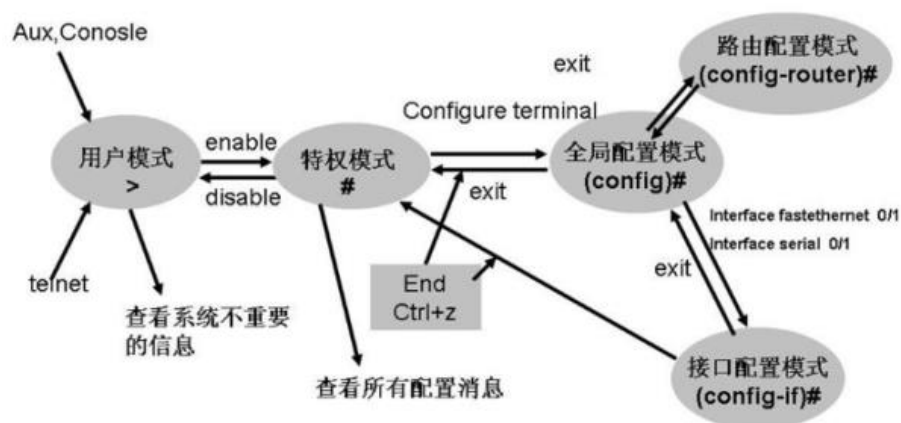 Aux,Conosle
路由配置模式
(config-router)#
exit
Configure terminal
用户模式
>
enable
disable
特权模式
#
全局配置模式
(config)#
exit
Interface fastethernet 0/1
Interface serial 0/1
exit
telnet
End
Ctrl+z
查看系统不重要
的信息
查看所有配置消息
接口配置模式
(config-if)#